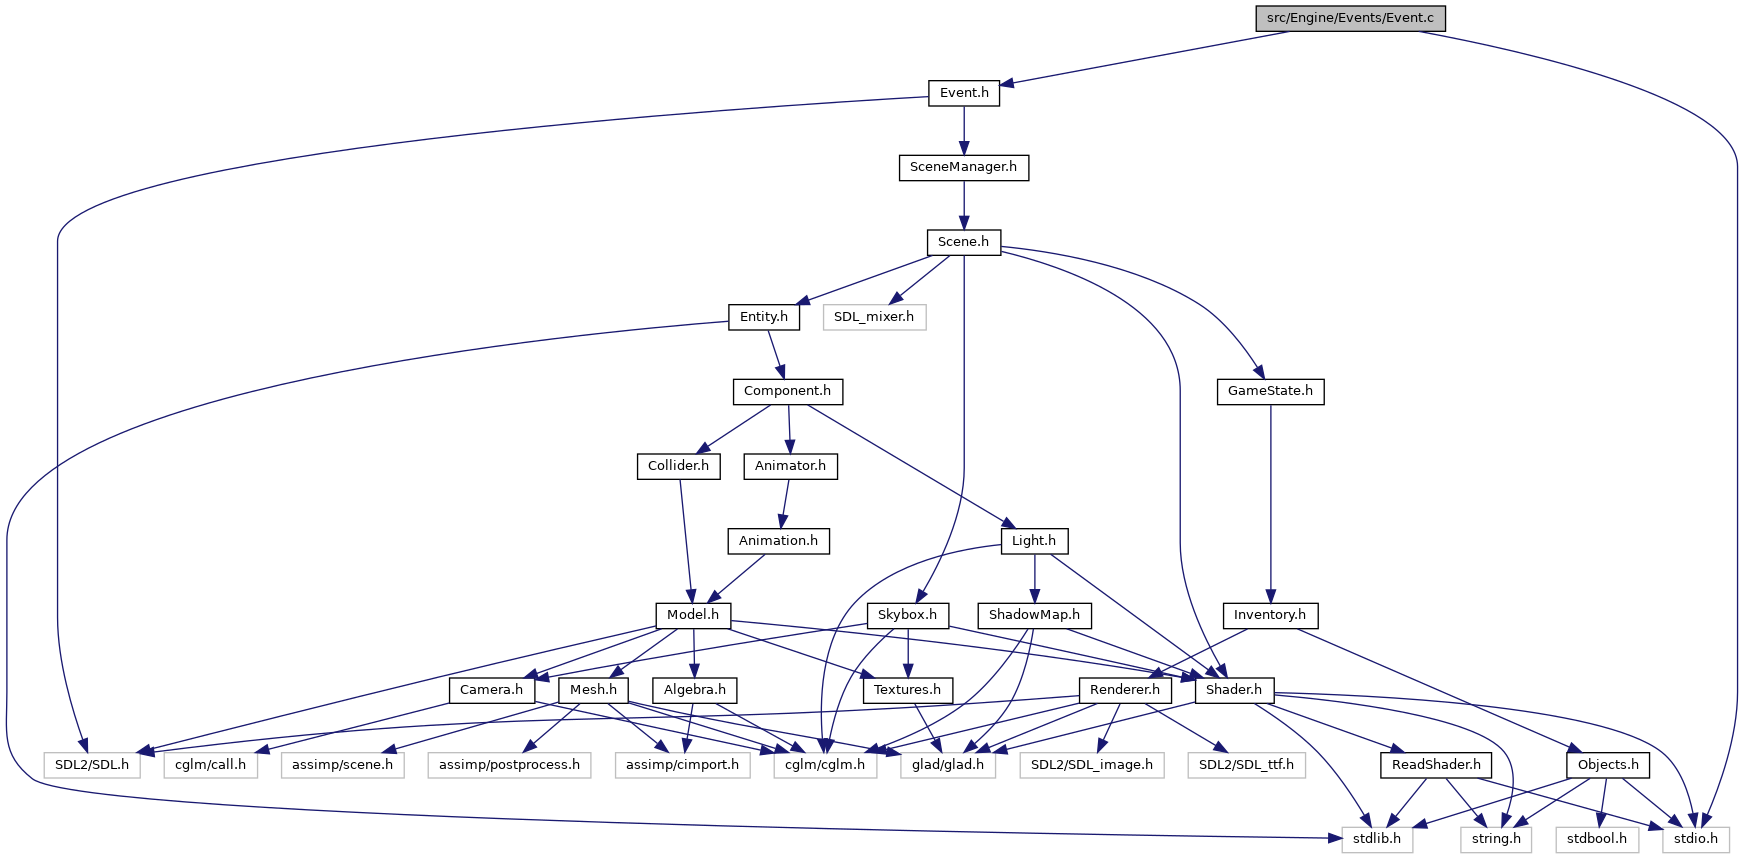 src/Engine/Events/Event.c
Event.h
SceneManager.h
Scene.h
Entity.h
SDL_mixer.h
Component.h
GameState.h
Collider.h
Animator.h
Animation.h
Light.h
Model.h
Skybox.h
ShadowMap.h
Inventory.h
Camera.h
Mesh.h
Algebra.h
Textures.h
Renderer.h
Shader.h
SDL2/SDL.h
cglm/call.h
assimp/scene.h
assimp/postprocess.h
assimp/cimport.h
cglm/cglm.h
glad/glad.h
SDL2/SDL_image.h
SDL2/SDL_ttf.h
ReadShader.h
Objects.h
stdlib.h
string.h
stdbool.h
stdio.h